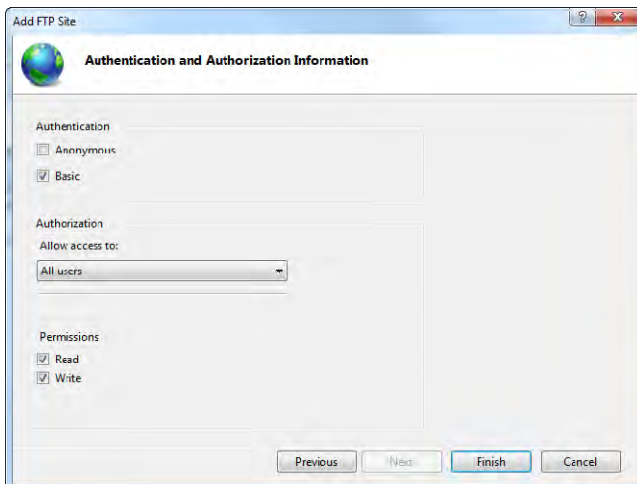 Add FTP Site
Authentication and Authorization Information
Authentication
Anonymous
Basic
Authorization
Allow access to:
All users
Permissions
Read
Write
Previous Next Finish Cancel